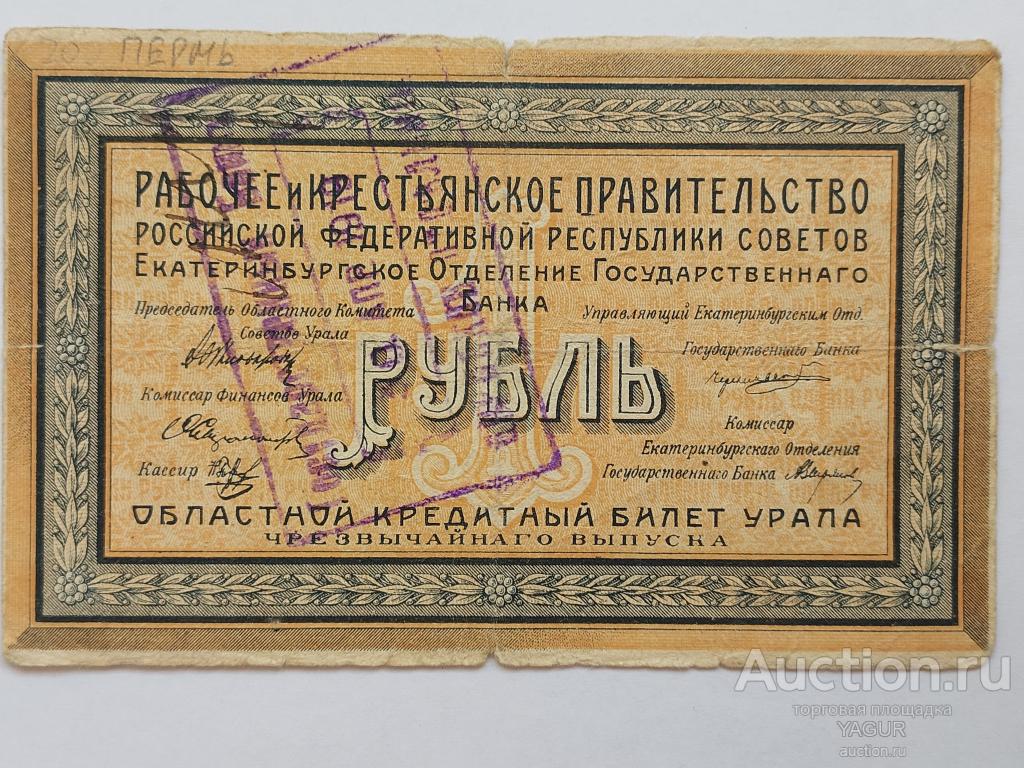 20 ПЕРМЬ
РАБОЧЕЕ И КРЕСТЬЯНСКОЕ ПРАВИТЕЛЬСТВО
РОССИЙСКОЙ ФЕДЕРАТИВНОЙ РЕСПУБЛИКИ СОВЕТОВ
ЕКАТЕРИНБУРГСКОЕ ОТДЕЛЕНИЕ ГОСУДАРСТВЕННАГО
БАНКА
Председатель Областного Комитета
Советов Урала
Управляющий Екатеринбургским Отд.
Государственнаго Банка
1
РУБЛЬ
Комиссар Финансов Урала
Кассир
Комиссар
Екатеринбургскаго Отделения
Государственнаго Банка
ОБЛАСТНОЙ КРЕДИТНЫЙ БИЛЕТ УРАЛА
ЧРЕЗВЫЧАЙНАГО ВЫПУСКА
Auction.ru
торговая площадка
YAGUR
auction.ru